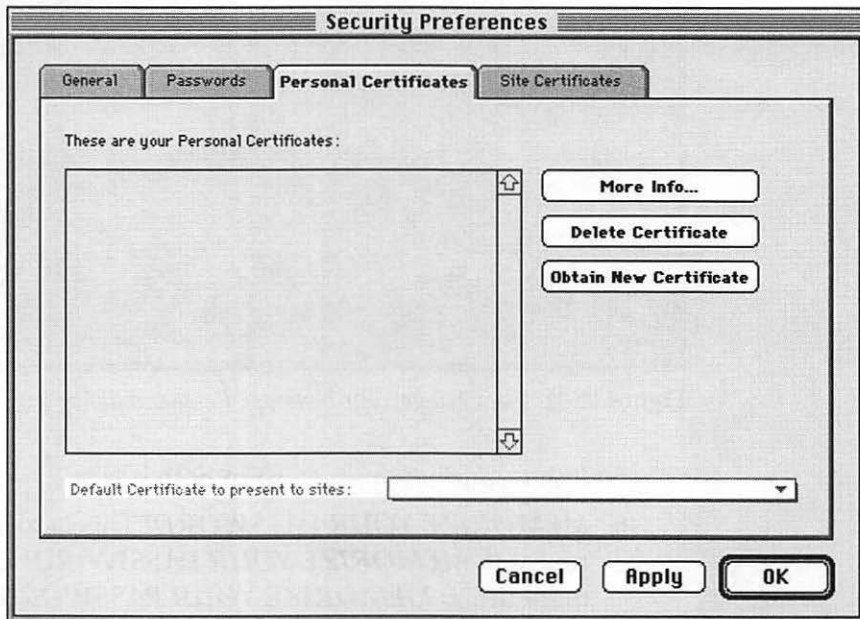 Security Preferences
General
Passwords
Personal Certificates
Site Certificates
These are your Personal Certificates:
More Info...
Delete Certificate
Obtain New Certificate
Default Certificate to present to sites:
Cancel
Apply
OK